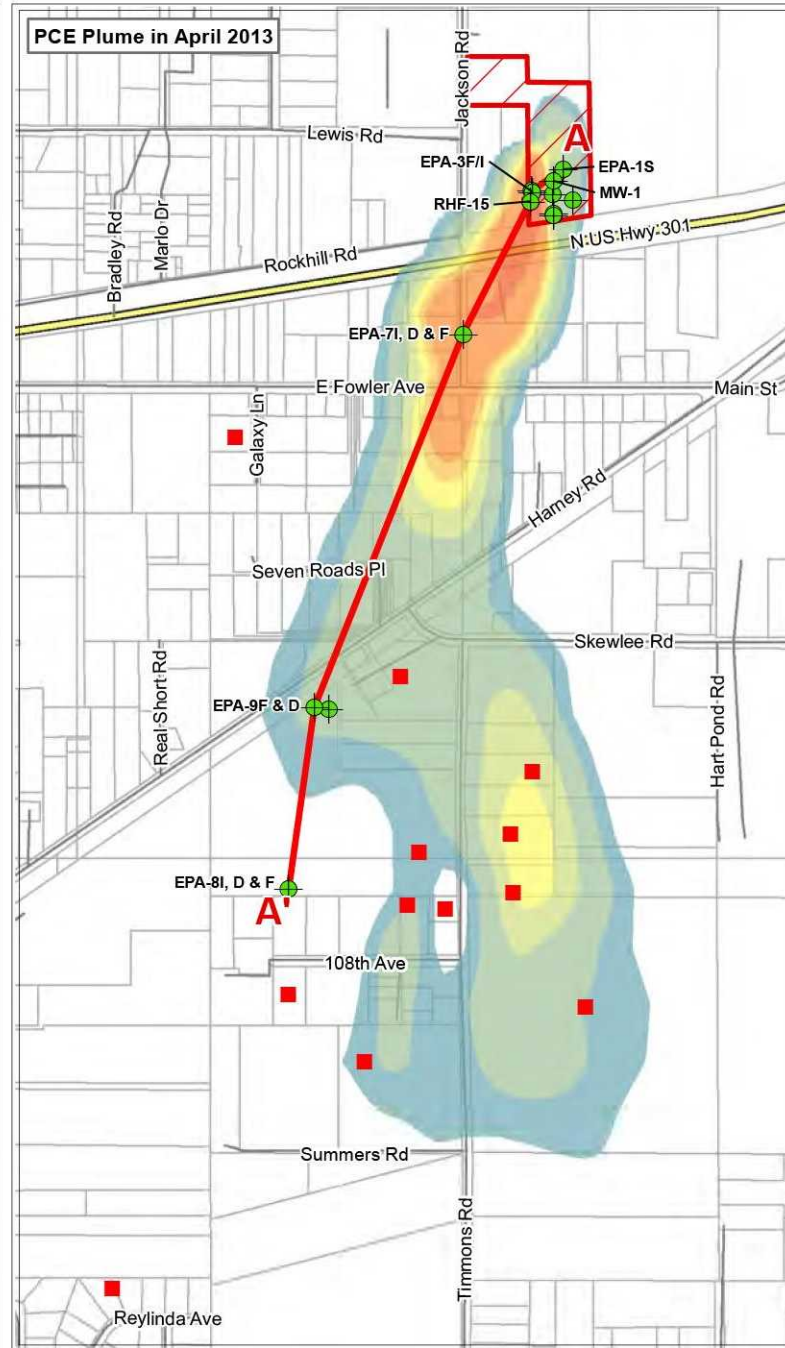 PCE Plume in April 2013
Jackson Rd
Lewis Rd
A
EPA-3F/I
EPA-1S
MW-1
RHF-15
Bradley Rd
Marlo Dr
N US Hwy 301
Rockhill Rd
EPA-7I, D & F
E Fowler Ave
Main St
Galaxy Ln
Harney Rd
Seven Roads Pl
Skewlee Rd
Real Short Rd
Hart Pond Rd
EPA-9F & D
EPA-8I, D & F
A'
108th Ave
Summers Rd
Timmons Rd
Reylinda Ave